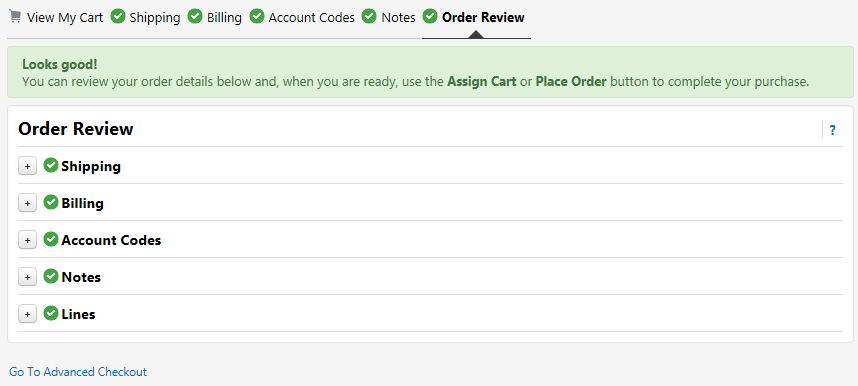 View My Cart Shipping Billing Account Codes Notes Order Review
Looks good!
You can review your order details below and, when you are ready, use the Assign Cart or Place Order button to complete your purchase.
Order Review ?
+ Shipping
+ Billing
+ Account Codes
+ Notes
+ Lines
Go To Advanced Checkout